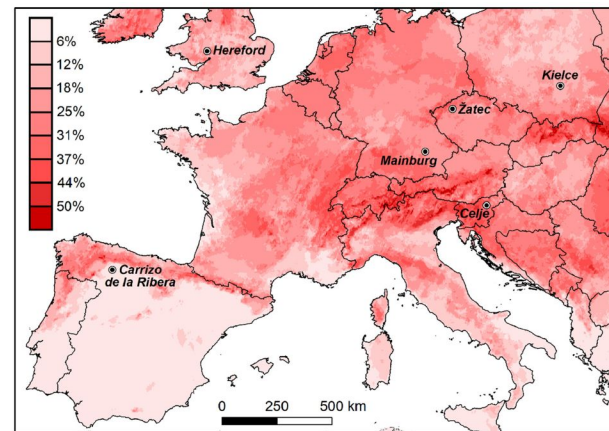 6%
12%
18%
25%
31%
37%
44%
50%
Hereford
Kielce
Žatec
Mainburg
Celje
Carrizo
de la Ribera
0 250 500 km